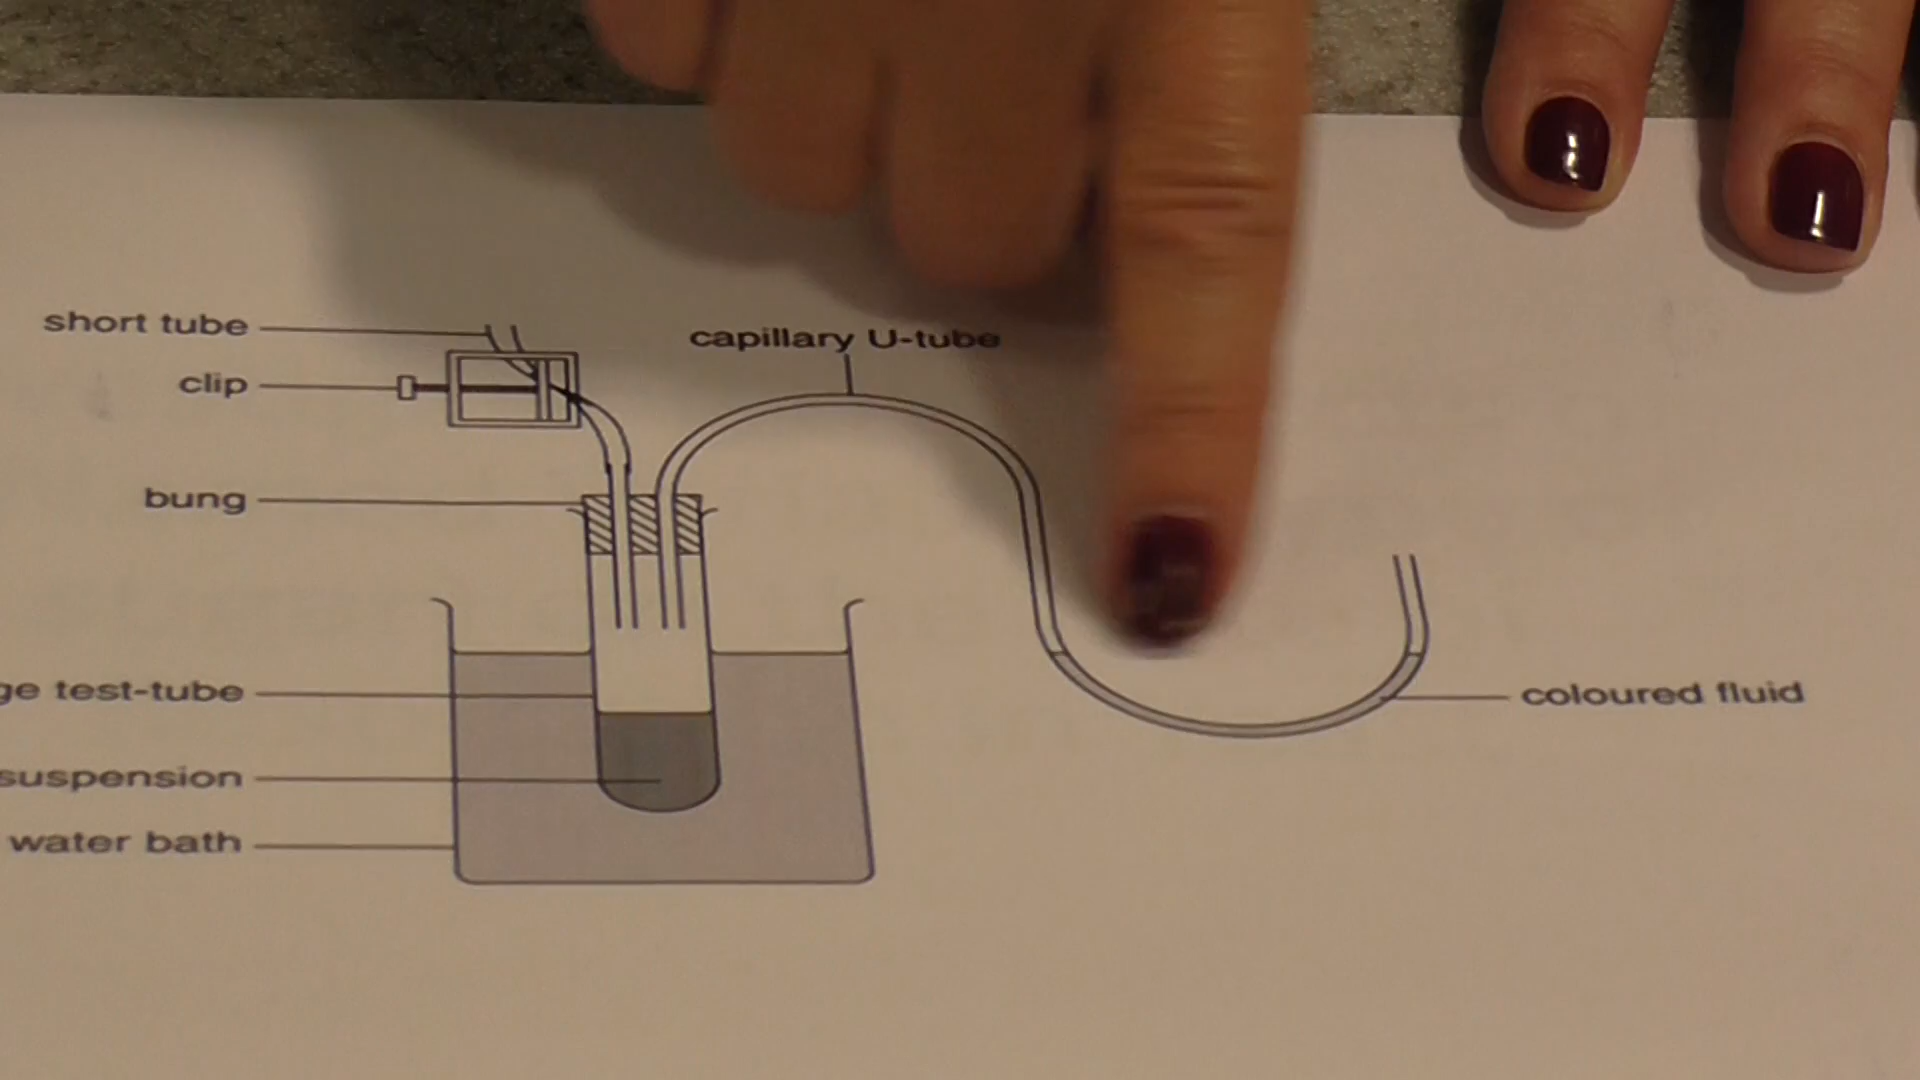 short tube
capillary U-tube
clip
bung
test-tube
coloured fluid
suspension
water bath